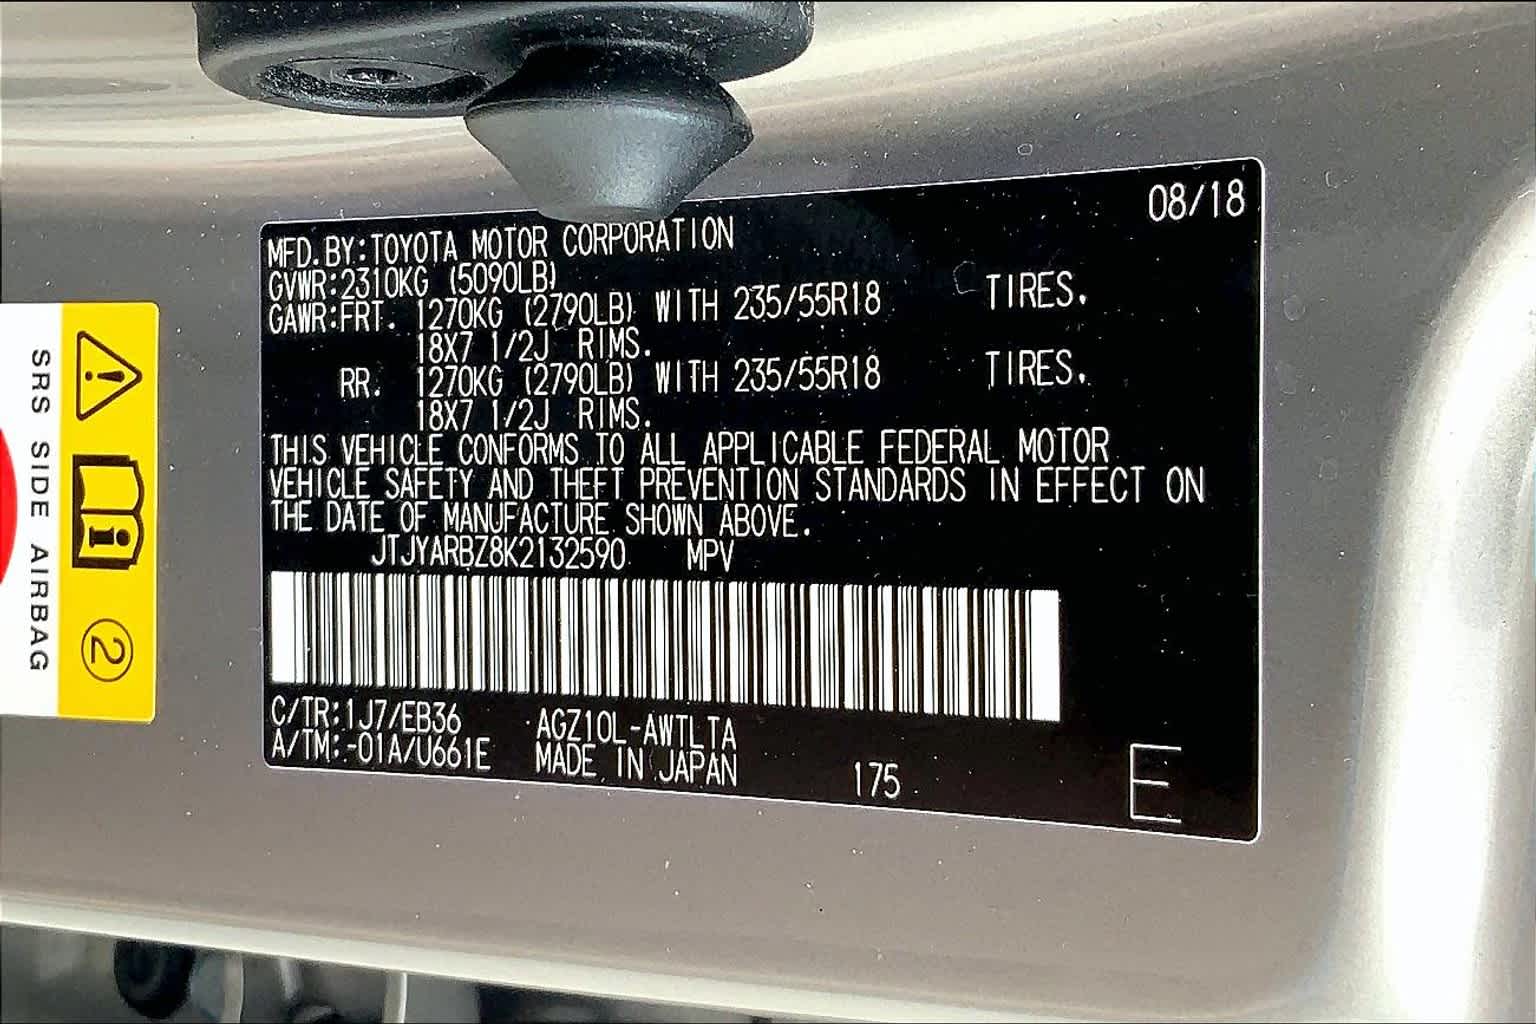 08/18
MFD.BY:TOYOTA MOTOR CORPORATION
GVWR:2310KG (5090LB)
GAWR:FRT. 1270KG (2790LB) WITH 235/55R18 TIRES.
18X7 1/2J RIMS.
RR. 1270KG (2790LB) WITH 235/55R18 TIRES.
18X7 1/2J RIMS.
THIS VEHICLE CONFORMS TO ALL APPLICABLE FEDERAL MOTOR
VEHICLE SAFETY AND THEFT PREVENTION STANDARDS IN EFFECT ON
THE DATE OF MANUFACTURE SHOWN ABOVE.
JTJYARBZ8K2132590 MPV
C/TR:1J7/EB36 AGZ10L-AWTLTA
A/TM:-01A/U661E MADE IN JAPAN 175
E
SRS SIDE AIRBAG
2